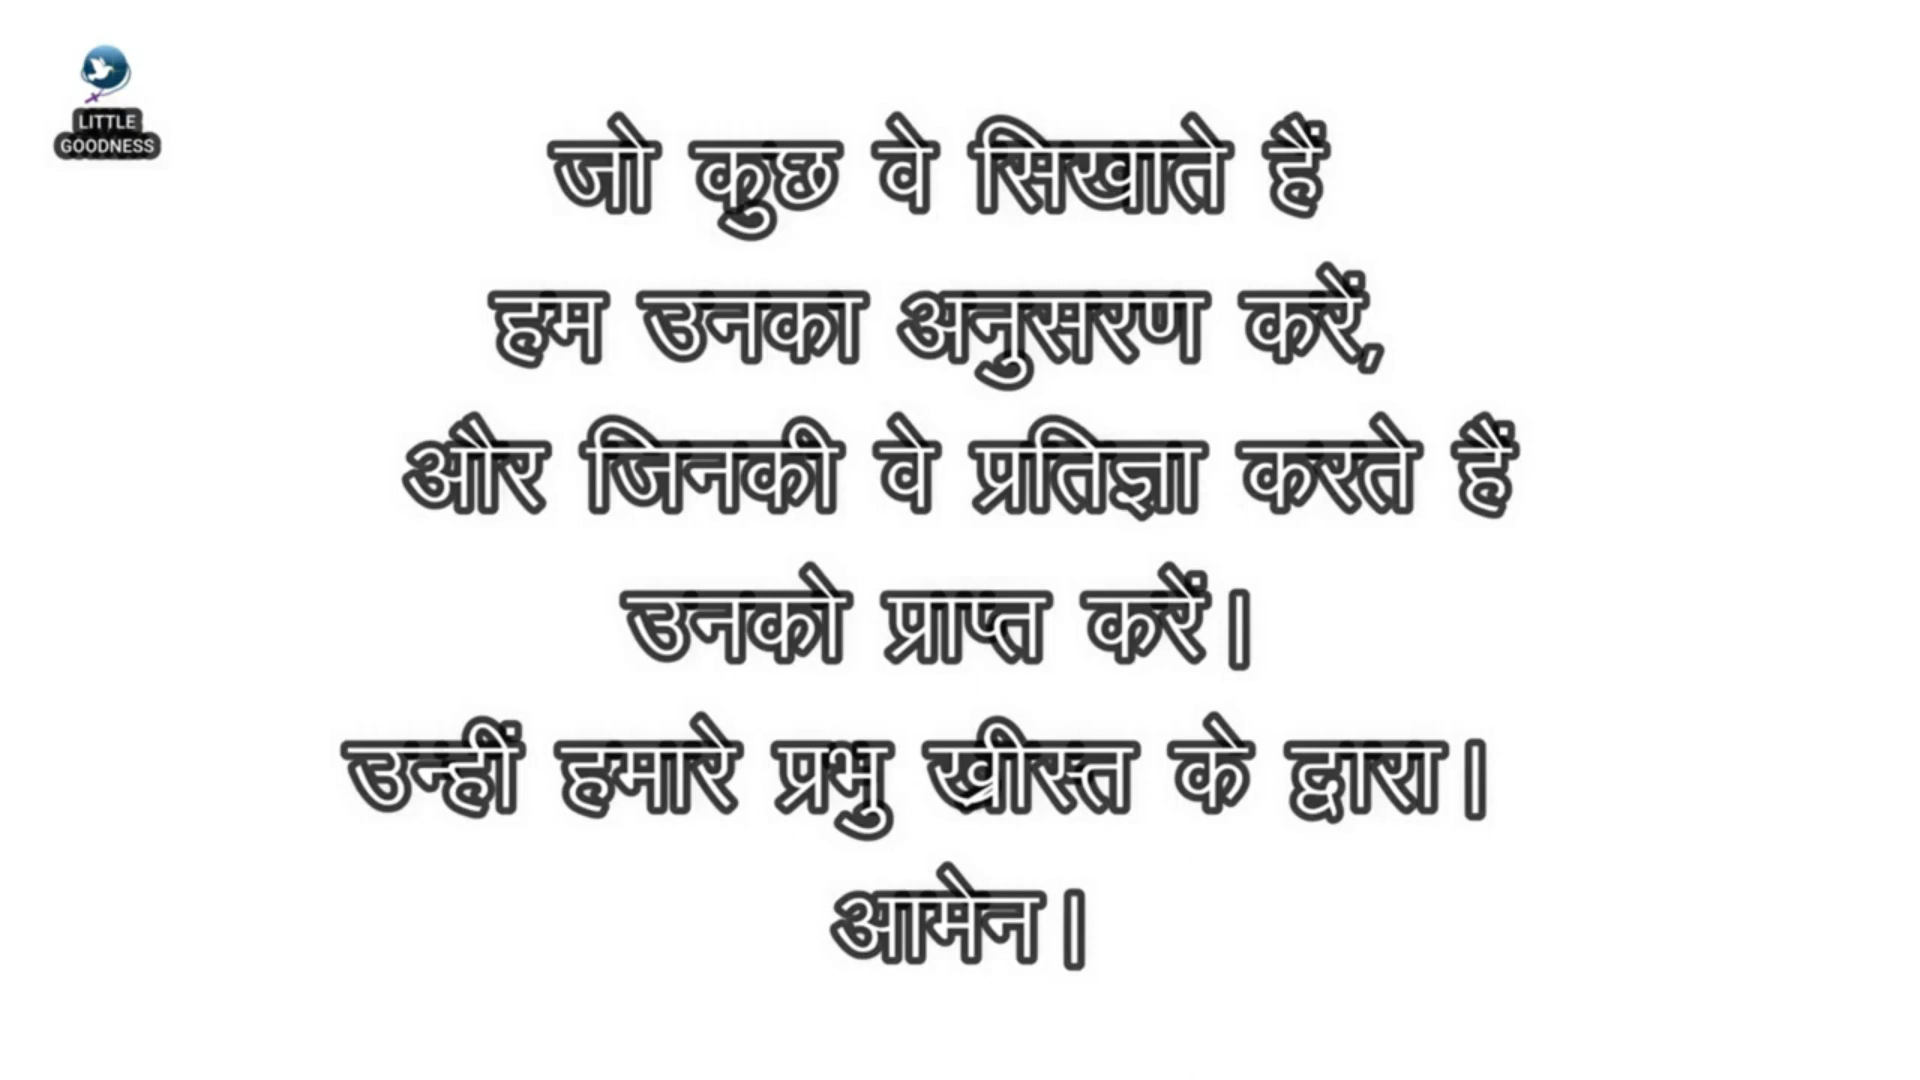 LITTLE
GOODNESS
जो कुछ वे सिखाते हैं
हम उनका अनुसरण करें,
और जिनकी वे प्रतिज्ञा करते हैं
उनको प्राप्त करें।
उन्हीं हमारे प्रभु ख्रीस्त के द्वारा।
आमेन।